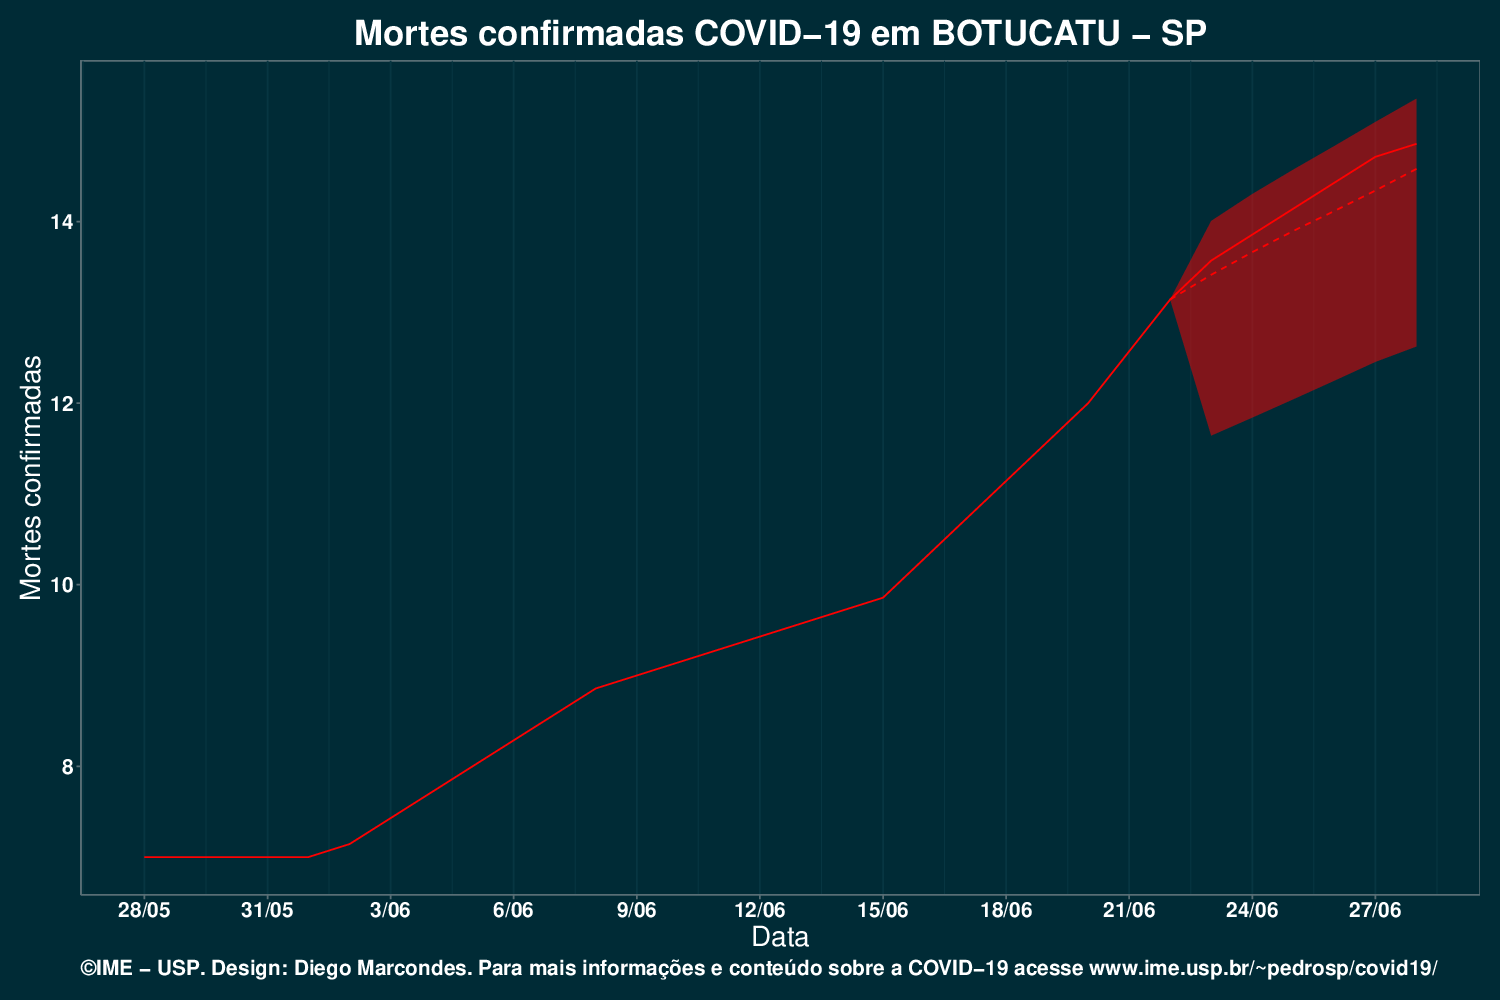 Mortes confirmadas COVID−19 em BOTUCATU − SP
Mortes confirmadas
14
12
10
8
28/05 31/05 3/06 6/06 9/06 12/06 15/06 18/06 21/06 24/06 27/06
Data
©IME − USP. Design: Diego Marcondes. Para mais informações e conteúdo sobre a COVID−19 acesse www.ime.usp.br/~pedrosp/covid19/